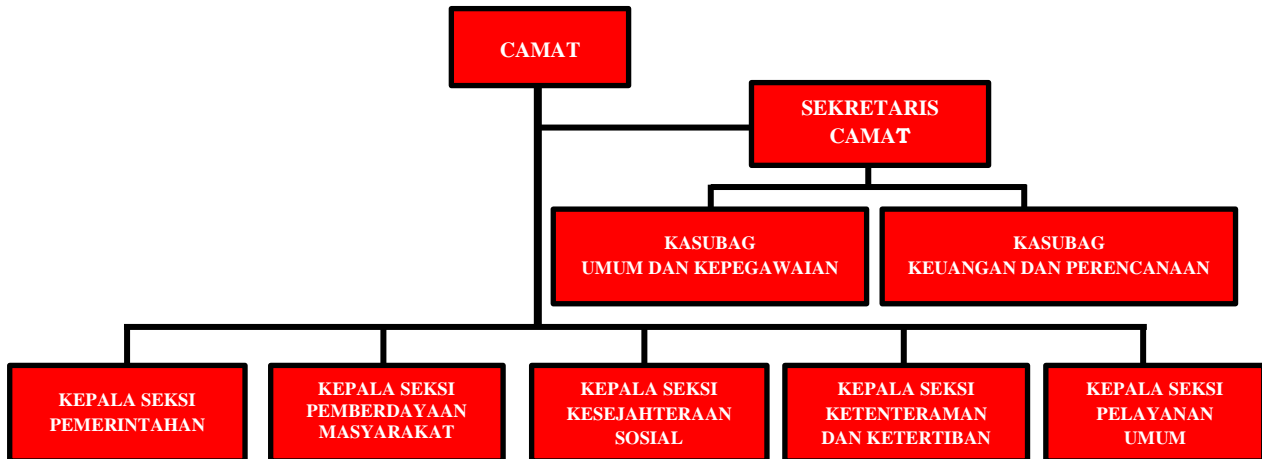 CAMAT
SEKRETARIS
CAMAT
KASUBAG
UMUM DAN KEPEGAWAIAN
KASUBAG
KEUANGAN DAN PERENCANAAN
KEPALA SEKSI
PEMERINTAHAN
KEPALA SEKSI
PEMBERDAYAAN
MASYARAKAT
KEPALA SEKSI
KESEJAHTERAAN
SOSIAL
KEPALA SEKSI
KETENTERAMAN
DAN KETERTIBAN
KEPALA SEKSI
PELAYANAN
UMUM